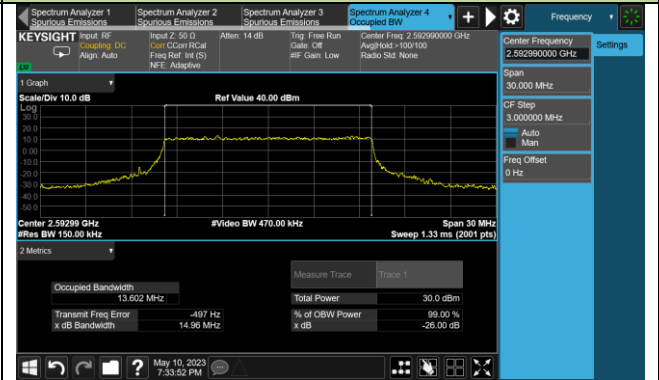 Spectrum Analyzer 1
Spurious Emissions
Spectrum Analyzer 2
Spurious Emissions
Spectrum Analyzer 3
Spurious Emissions
Spectrum Analyzer 4
Occupied BW
Frequency
KEYSIGHT
Input: RF
Coupling: DC
Align: Auto
Input Z: 50 Ω
Corr CCorr RCal
Freq Ref: Int (S)
NFE: Adaptive
Atten: 14 dB
Trig: Free Run
Gate: Off
#IF Gain: Low
Center Freq: 2.592990000 GHz
Avg|Hold:>100/100
Radio Std: None
Center Frequency
2.592990000 GHz
Settings
Span
30.000 MHz
CF Step
3.000000 MHz
Auto
Man
Freq Offset
0 Hz
1 Graph
Scale/Div 10.0 dB
Ref Value 40.00 dBm
Log
30.0
20.0
10.0
0.00
-10.0
-20.0
-30.0
-40.0
-50.0
Center 2.59299 GHz
#Video BW 470.00 kHz
Span 30 MHz
#Res BW 150.00 kHz
Sweep 1.33 ms (2001 pts)
2 Metrics
Measure Trace
Trace 1
Occupied Bandwidth
13.602 MHz
Total Power
30.0 dBm
Transmit Freq Error
-497 Hz
% of OBW Power
99.00 %
x dB Bandwidth
14.96 MHz
x dB
-26.00 dB
May 10, 2023
7:33:52 PM